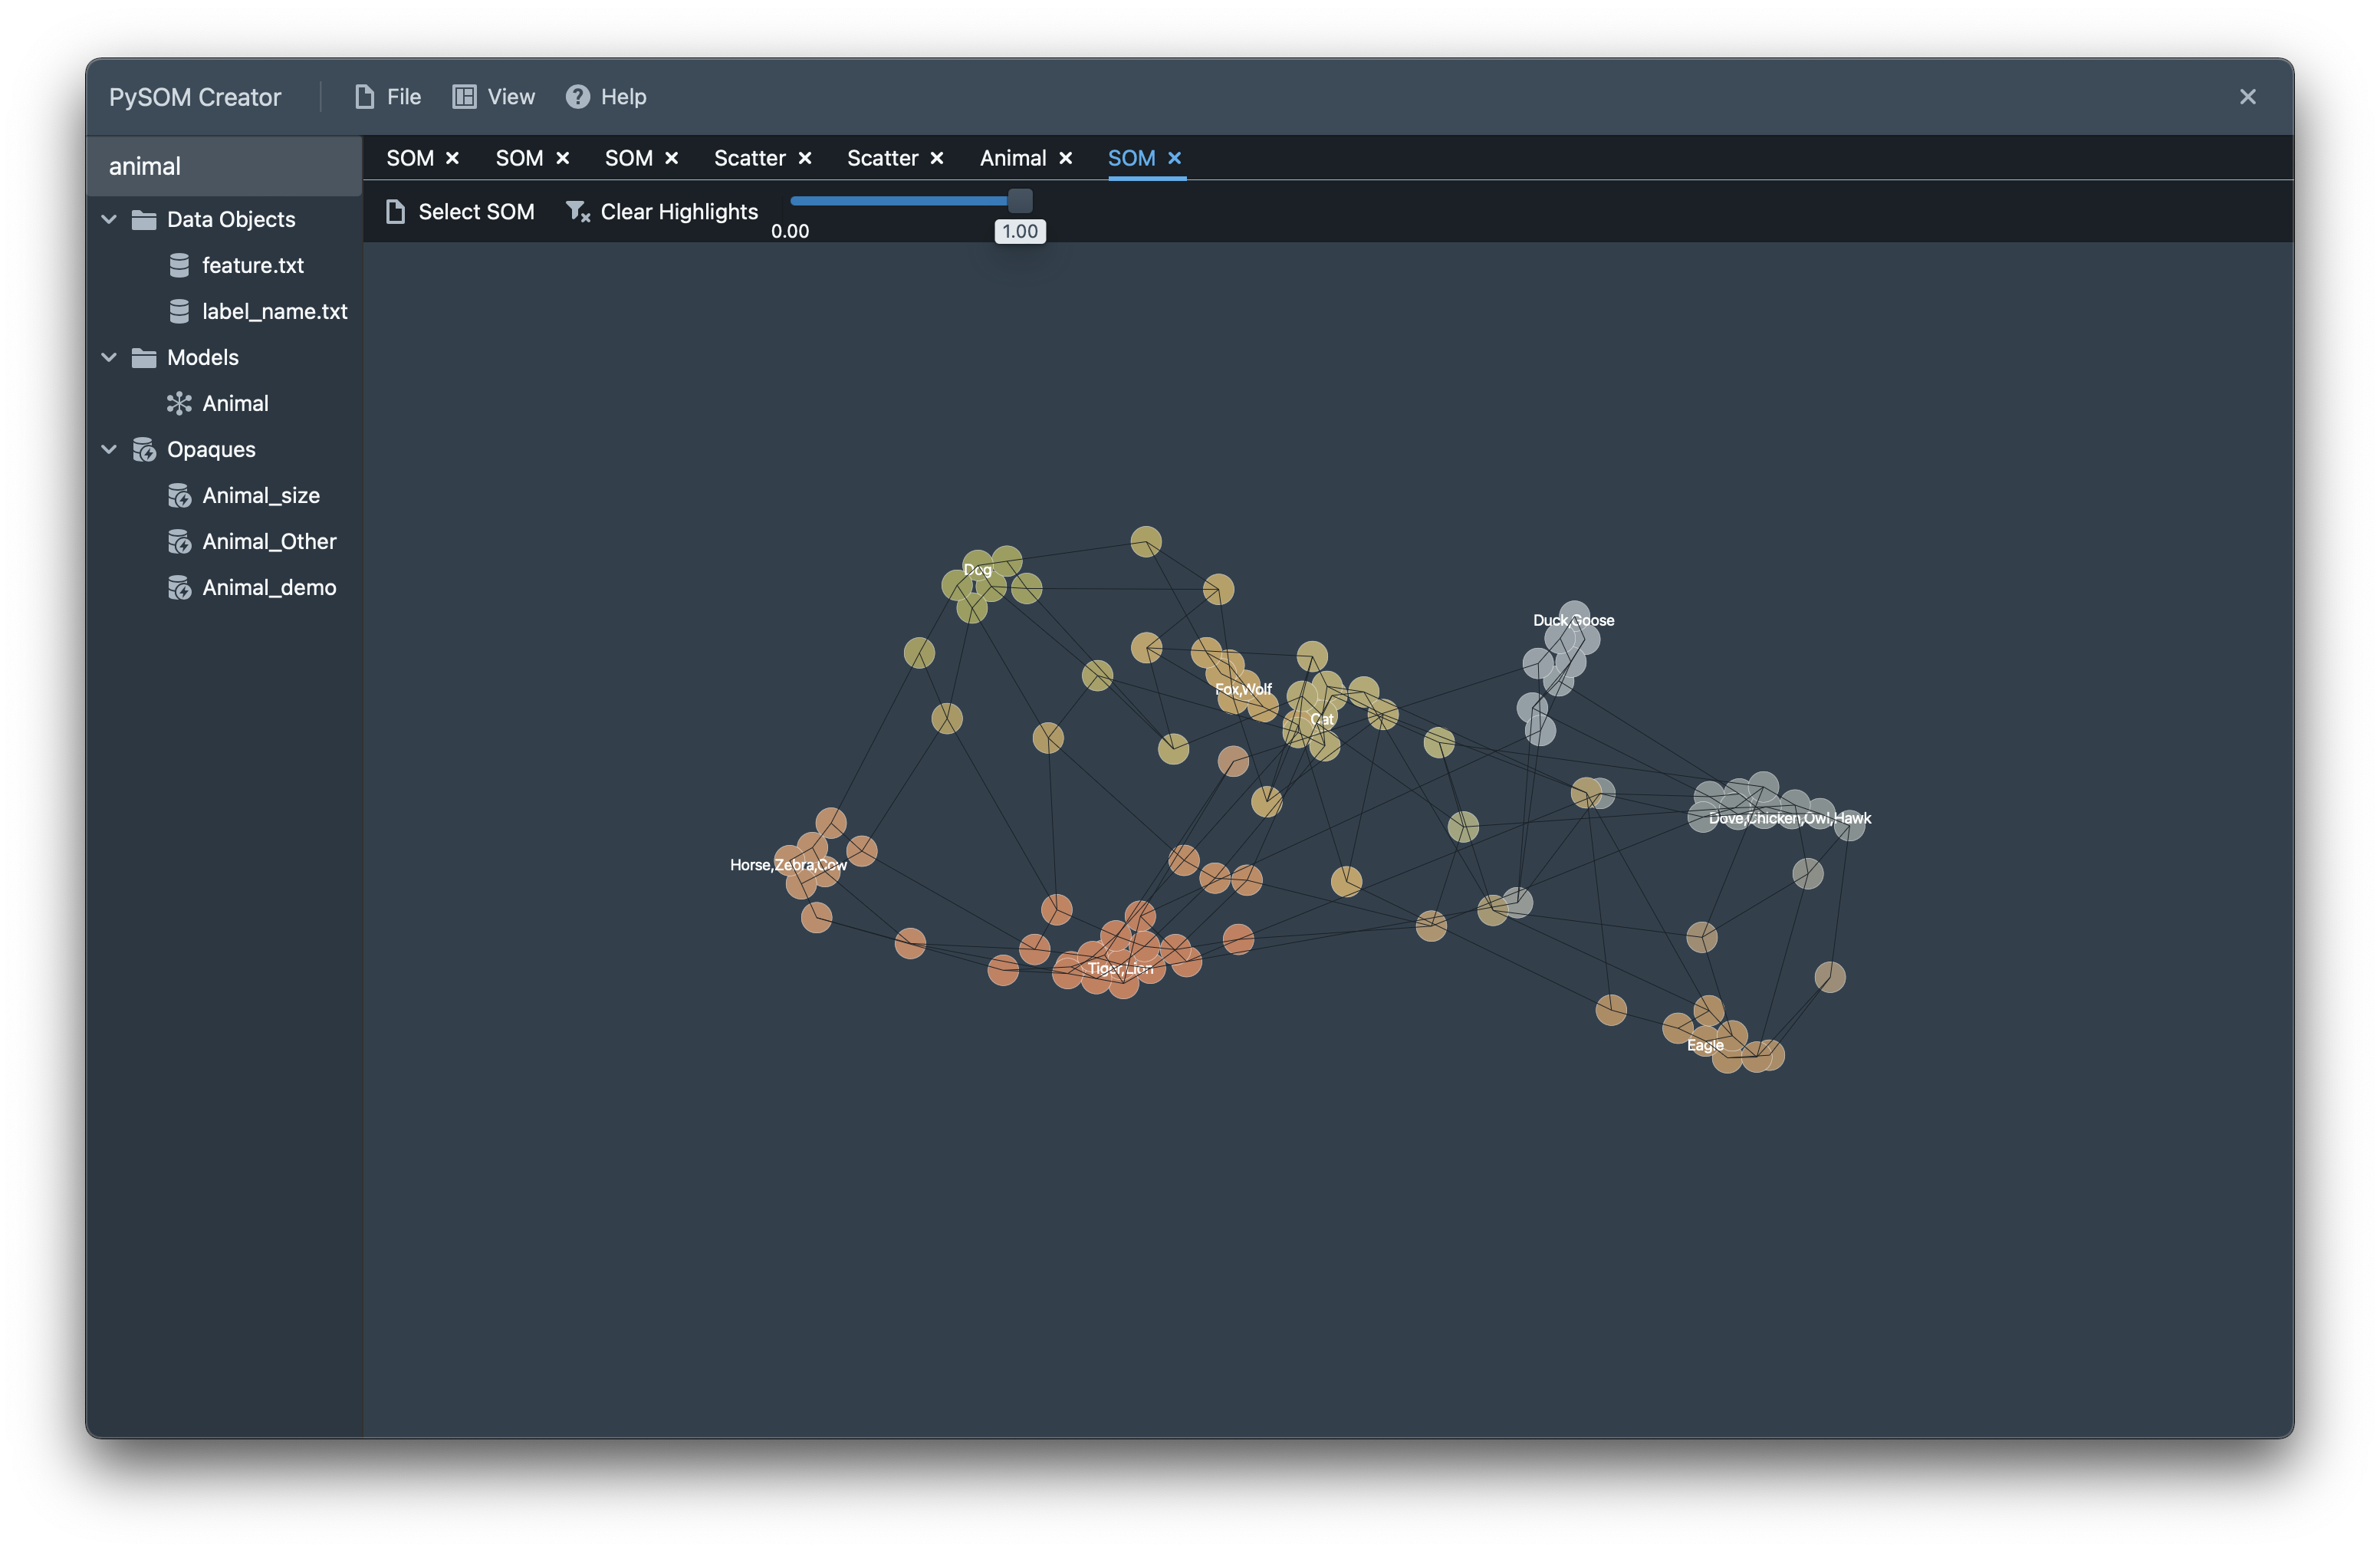 PySOM Creator File View Help
animal
SOM SOM SOM Scatter Scatter Animal SOM
Select SOM Clear Highlights
0.00 1.00
Data Objects
feature.txt
label_name.txt
Models
Animal
Opaques
Animal_size
Animal_Other
Animal_demo
Dog
Duck,Goose
Fox,Wolf
Cat
Dove,Chicken,Owl,Hawk
Horse,Zebra,Cow
Tiger,Lion
Eagle